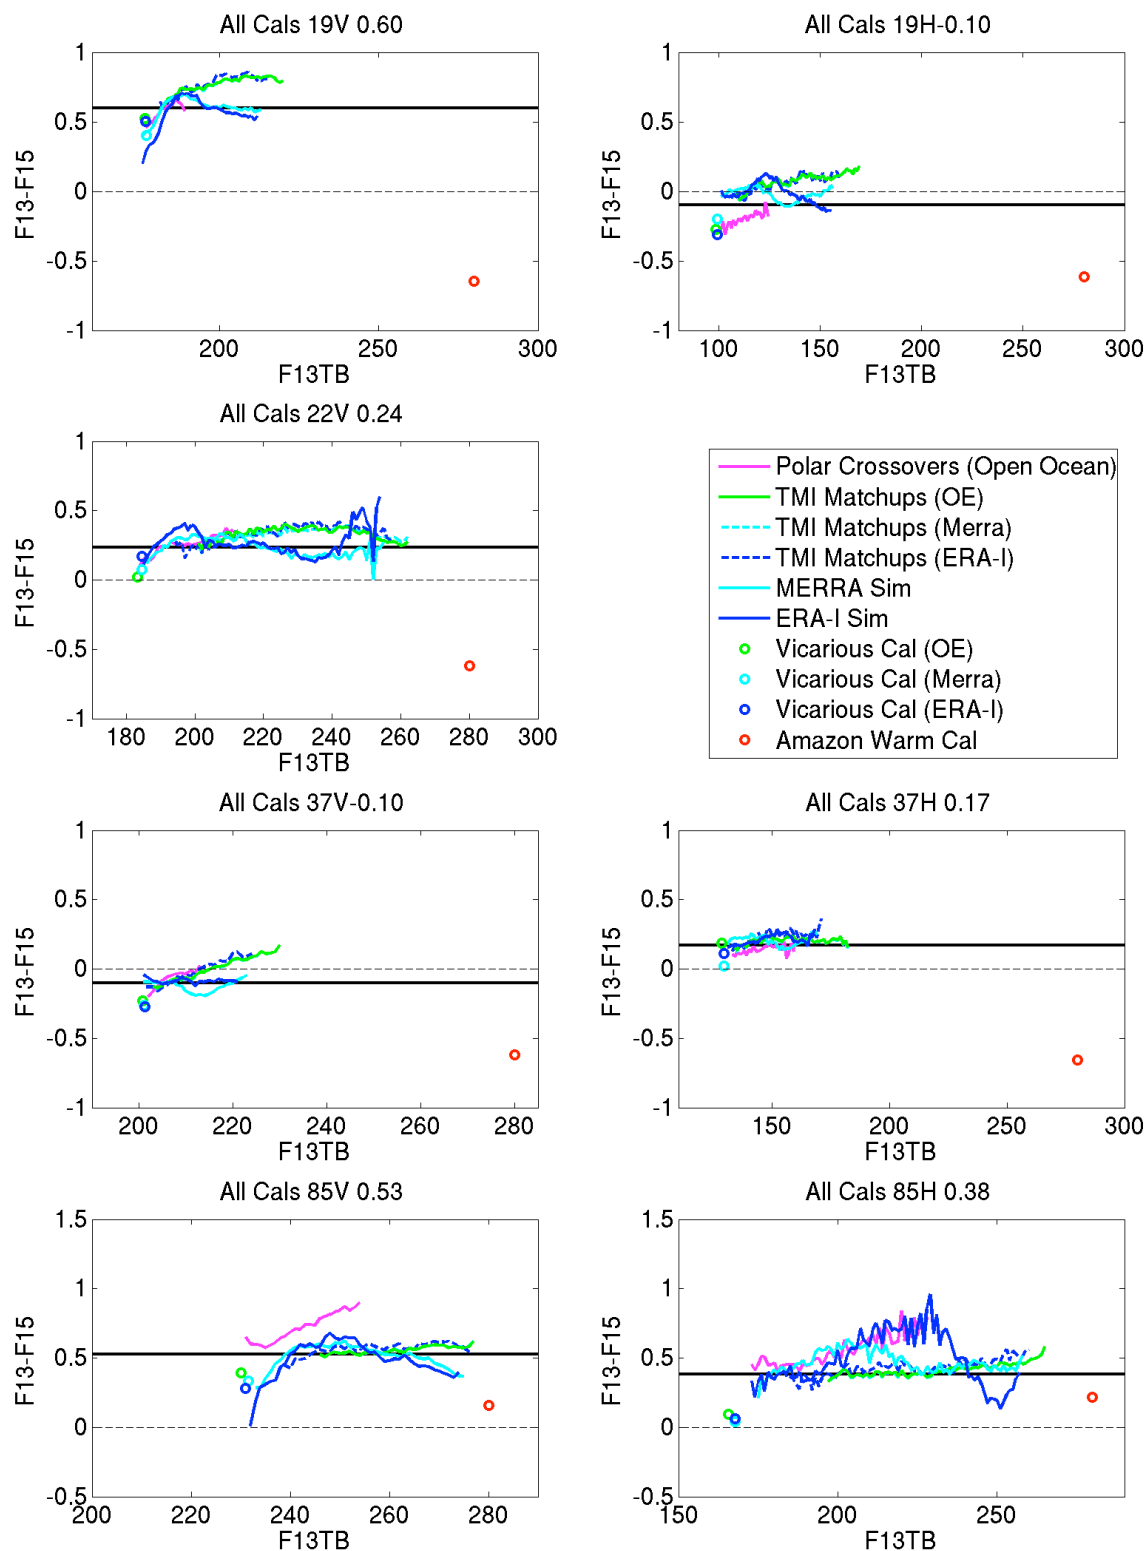 All Cals 19V 0.60
1
0.5
0
-0.5
-1
F13-F15
200
250
300
F13TB
All Cals 19H-0.10
1
0.5
0
-0.5
-1
F13-F15
100
150
200
250
300
F13TB
All Cals 22V 0.24
1
0.5
0
-0.5
-1
F13-F15
180
200
220
240
260
280
300
F13TB
Polar Crossovers (Open Ocean)
TMI Matchups (OE)
TMI Matchups (Merra)
TMI Matchups (ERA-I)
MERRA Sim
ERA-I Sim
Vicarious Cal (OE)
Vicarious Cal (Merra)
Vicarious Cal (ERA-I)
Amazon Warm Cal
All Cals 37V-0.10
1
0.5
0
-0.5
-1
F13-F15
200
220
240
260
280
F13TB
All Cals 37H 0.17
1
0.5
0
-0.5
-1
F13-F15
150
200
250
300
F13TB
All Cals 85V 0.53
1.5
1
0.5
0
-0.5
F13-F15
200
220
240
260
280
F13TB
All Cals 85H 0.38
1.5
1
0.5
0
-0.5
F13-F15
150
200
250
F13TB